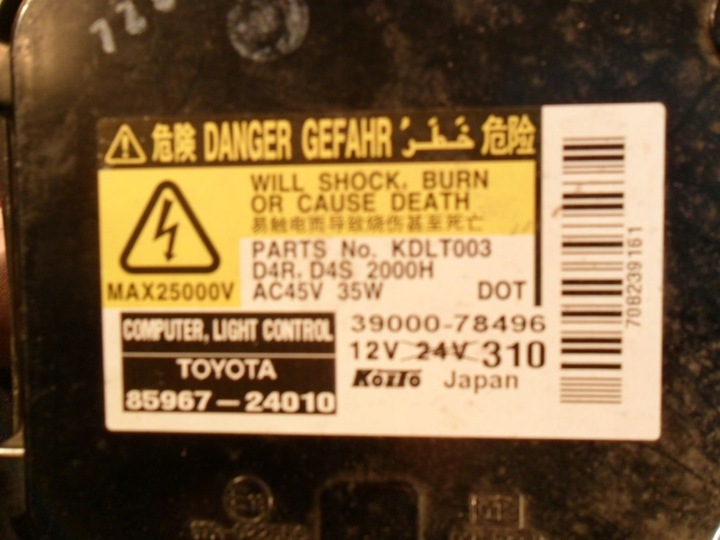 危険 DANGER GEFAHR خَطَرُ 危险
WILL SHOCK, BURN
OR CAUSE DEATH
易触电而导致烧伤甚至死亡
MAX25000V
PARTS No. KDLT003
D4R, D4S 2000H
AC45V 35W DOT
COMPUTER, LIGHT CONTROL
TOYOTA
85967-24010
39000-78496
12V 24V 310
KOITO Japan
708239161